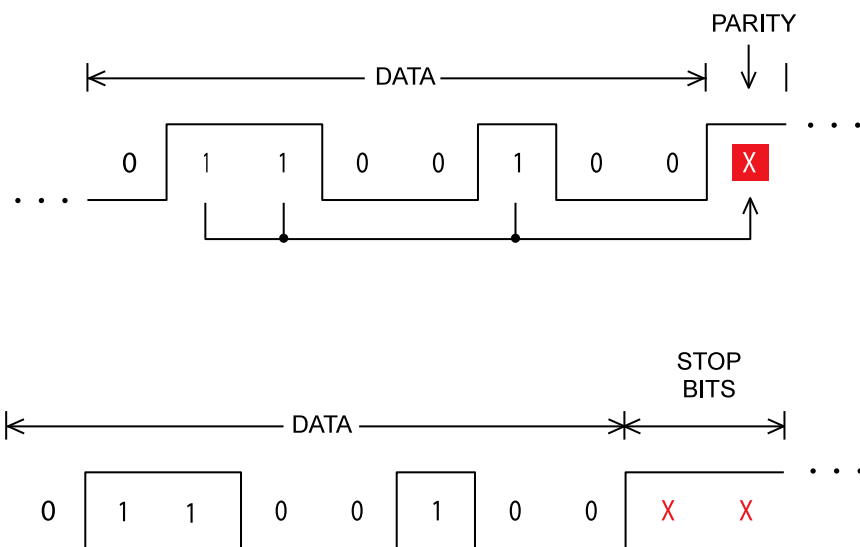 PARITY
DATA
0 1 1 0 0 1 0 0 X
STOP
BITS
DATA
0 1 1 0 0 1 0 0 X X